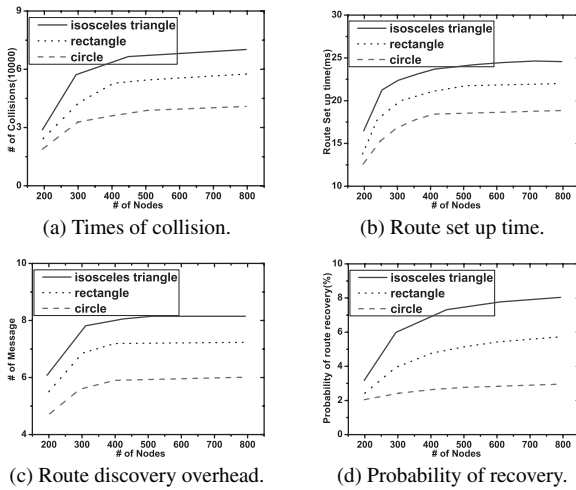 9
6
3
0
# of Collisions(10000)
isosceles triangle
rectangle
circle
200 300 400 500 600 700 800
# of Nodes
(a) Times of collision.
30
25
20
15
10
Route Set up time(ms)
isosceles triangle
rectangle
circle
200 300 400 500 600 700 800
# of Nodes
(b) Route set up time.
10
8
6
4
# of Message
isosceles triangle
rectangle
circle
200 300 400 500 600 700 800
# of Nodes
(c) Route discovery overhead.
10
8
6
4
2
0
Probability of route recovery(%)
isosceles triangle
rectangle
circle
200 300 400 500 600 700 800
# of Nodes
(d) Probability of recovery.